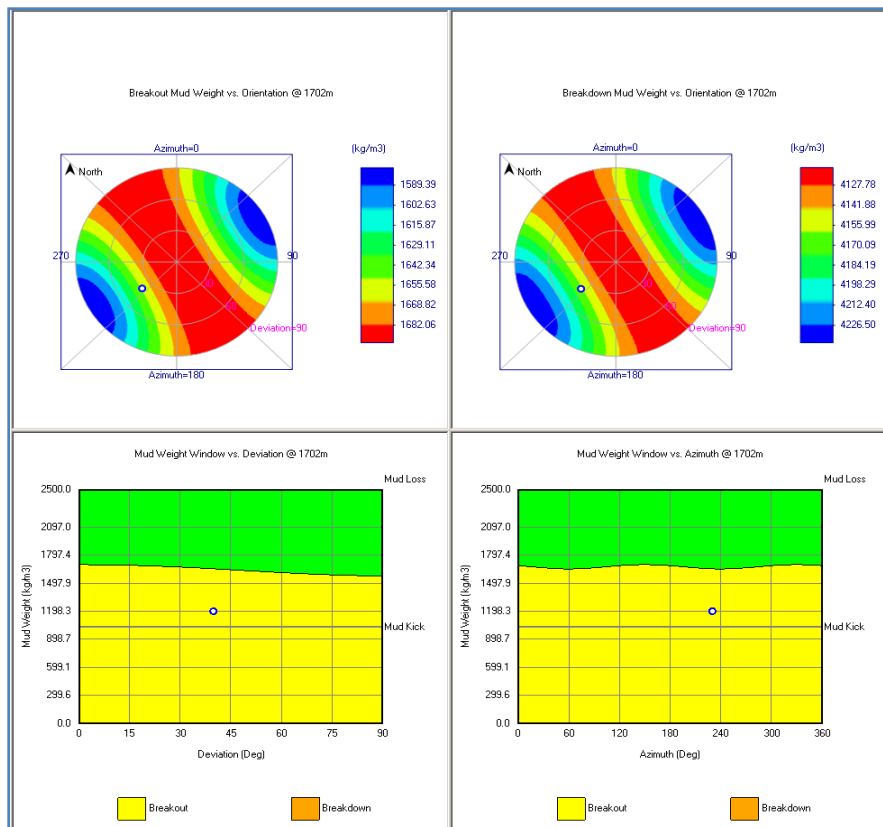 Breakout Mud Weight vs. Orientation @ 1702m
Azimuth=0
(kg/m3)
North
1589.39
1602.63
1615.87
1629.11
1642.34
1655.58
1668.82
1682.06
270
90
30
60
Deviation=90
Azimuth=180
Breakdown Mud Weight vs. Orientation @ 1702m
Azimuth=0
(kg/m3)
North
4127.78
4141.88
4155.99
4170.09
4184.19
4198.29
4212.40
4226.50
270
90
30
60
Deviation=90
Azimuth=180
Mud Weight Window vs. Deviation @ 1702m
Mud Loss
2500.0
2097.0
1797.4
1497.9
1198.3
898.7
599.1
299.6
0.0
Mud Weight (kg/m3)
Mud Kick
0
15
30
45
60
75
90
Deviation (Deg)
Breakout
Breakdown
Mud Weight Window vs. Azimuth @ 1702m
Mud Loss
2500.0
2097.0
1797.4
1497.9
1198.3
898.7
599.1
299.6
0.0
Mud Weight (kg/m3)
Mud Kick
0
60
120
180
240
300
360
Azimuth (Deg)
Breakout
Breakdown